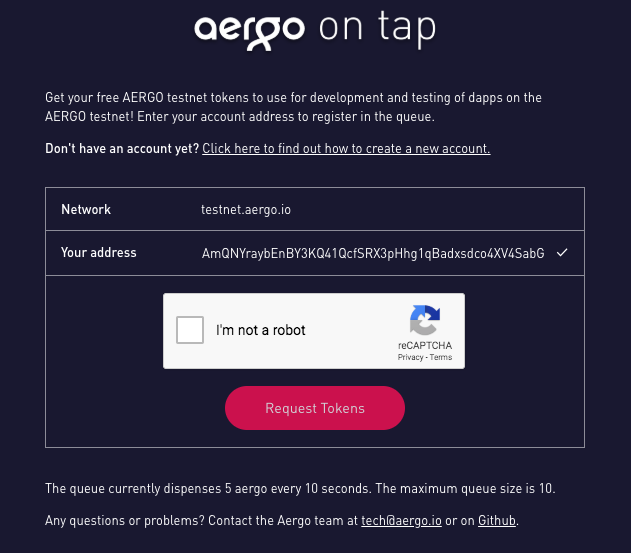 aergo on tap
Get your free AERGO testnet tokens to use for development and testing of dapps on the
AERGO testnet! Enter your account address to register in the queue.
Don't have an account yet? Click here to find out how to create a new account.
Network testnet.aergo.io
Your address AmQNYraybEnBY3KQ41QcfSRX3pHhg1qBadxsdco4XV4SabG
I'm not a robot
reCAPTCHA
Privacy - Terms
Request Tokens
The queue currently dispenses 5 aergo every 10 seconds. The maximum queue size is 10.
Any questions or problems? Contact the Aergo team at tech@aergo.io or on Github.